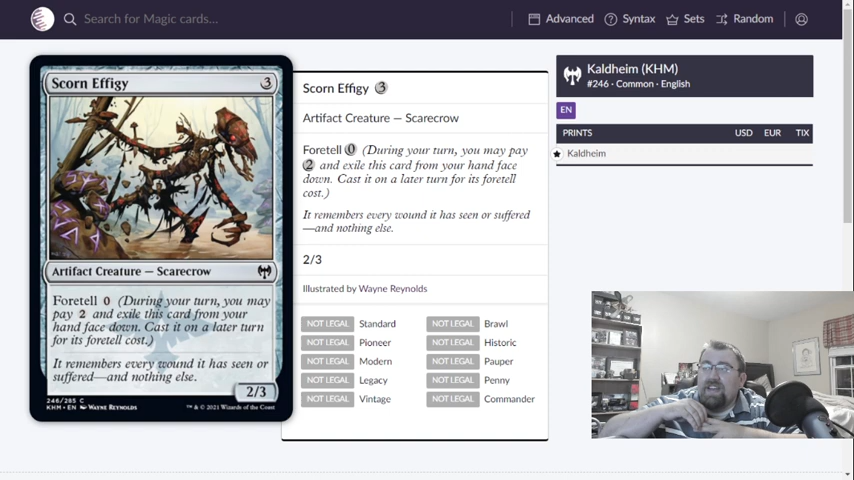 Search for Magic cards...
Advanced
Syntax
Sets
Random
Scorn Effigy 3
Artifact Creature — Scarecrow
Foretell 0 (During your turn, you may
pay 2 and exile this card from your
hand face down. Cast it on a later turn
for its foretell cost.)
It remembers every wound it has seen or
suffered—and nothing else.
2/3
246/285 C
KHM • EN Wayne Reynolds
™ & © 2021 Wizards of the Coast
Scorn Effigy 3
Artifact Creature — Scarecrow
Foretell 0 (During your turn, you may pay
2 and exile this card from your hand face
down. Cast it on a later turn for its foretell
cost.)
It remembers every wound it has seen or suffered
—and nothing else.
2/3
Illustrated by Wayne Reynolds
NOT LEGAL Standard NOT LEGAL Brawl
NOT LEGAL Pioneer NOT LEGAL Historic
NOT LEGAL Modern NOT LEGAL Pauper
NOT LEGAL Legacy NOT LEGAL Penny
NOT LEGAL Vintage NOT LEGAL Commander
Kaldheim (KHM)
#246 · Common · English
EN
PRINTS USD EUR TIX
Kaldheim